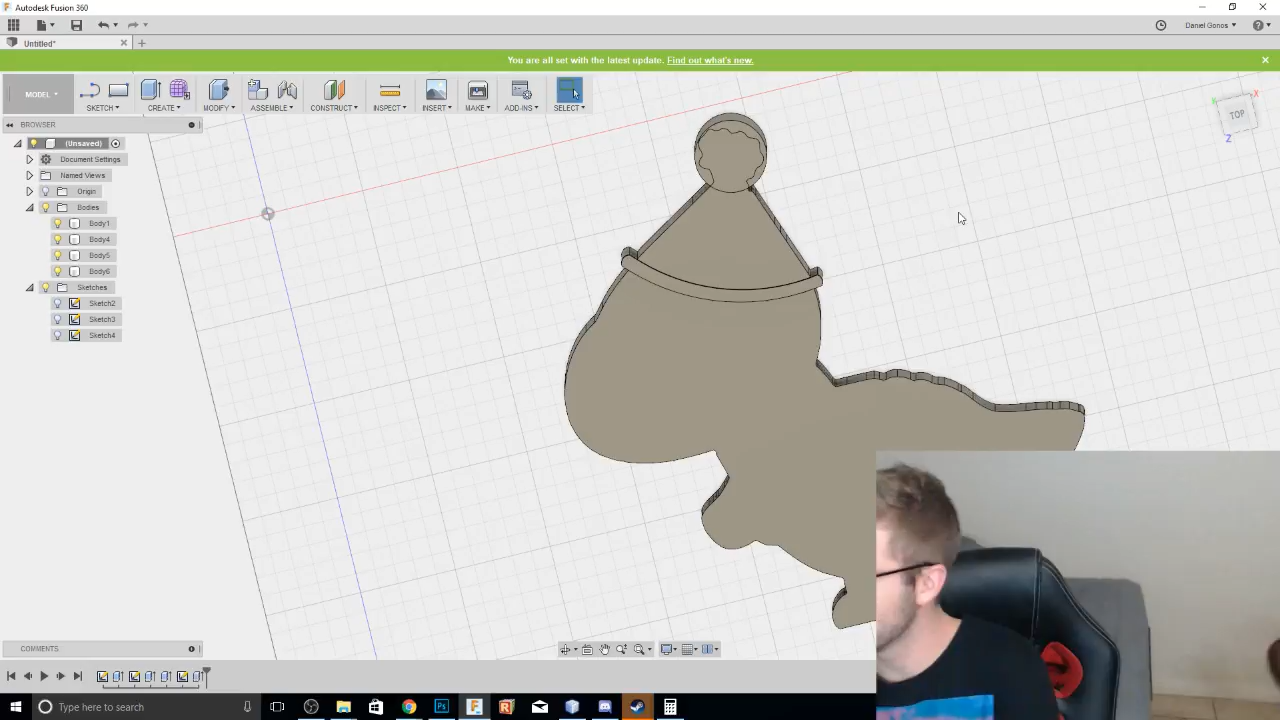 Autodesk Fusion 360
Daniel Gonos
Untitled*
You are all set with the latest update. Find out what's new.
MODEL
SKETCH
CREATE
MODIFY
ASSEMBLE
CONSTRUCT
INSPECT
INSERT
MAKE
ADD-INS
SELECT
BROWSER
(Unsaved)
Document Settings
Named Views
Origin
Bodies
Body1
Body4
Body5
Body6
Sketches
Sketch2
Sketch3
Sketch4
X
TOP
Z
COMMENTS
Type here to search